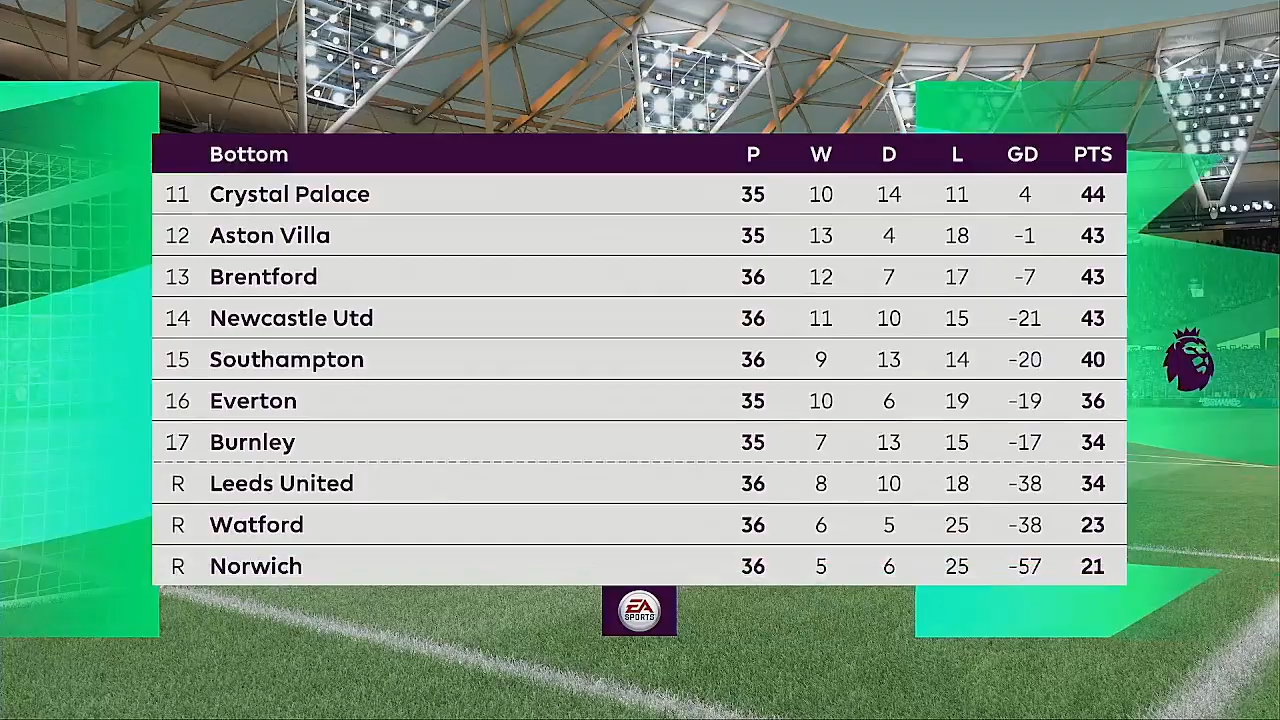 Bottom P W D L GD PTS
11 Crystal Palace 35 10 14 11 4 44
12 Aston Villa 35 13 4 18 -1 43
13 Brentford 36 12 7 17 -7 43
14 Newcastle Utd 36 11 10 15 -21 43
15 Southampton 36 9 13 14 -20 40
16 Everton 35 10 6 19 -19 36
17 Burnley 35 7 13 15 -17 34
R Leeds United 36 8 10 18 -38 34
R Watford 36 6 5 25 -38 23
R Norwich 36 5 6 25 -57 21
EA
SPORTS